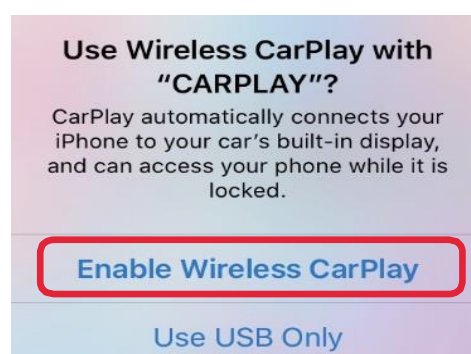 Use Wireless CarPlay with
“CARPLAY”?
CarPlay automatically connects your
iPhone to your car’s built-in display,
and can access your phone while it is
locked.
Enable Wireless CarPlay
Use USB Only